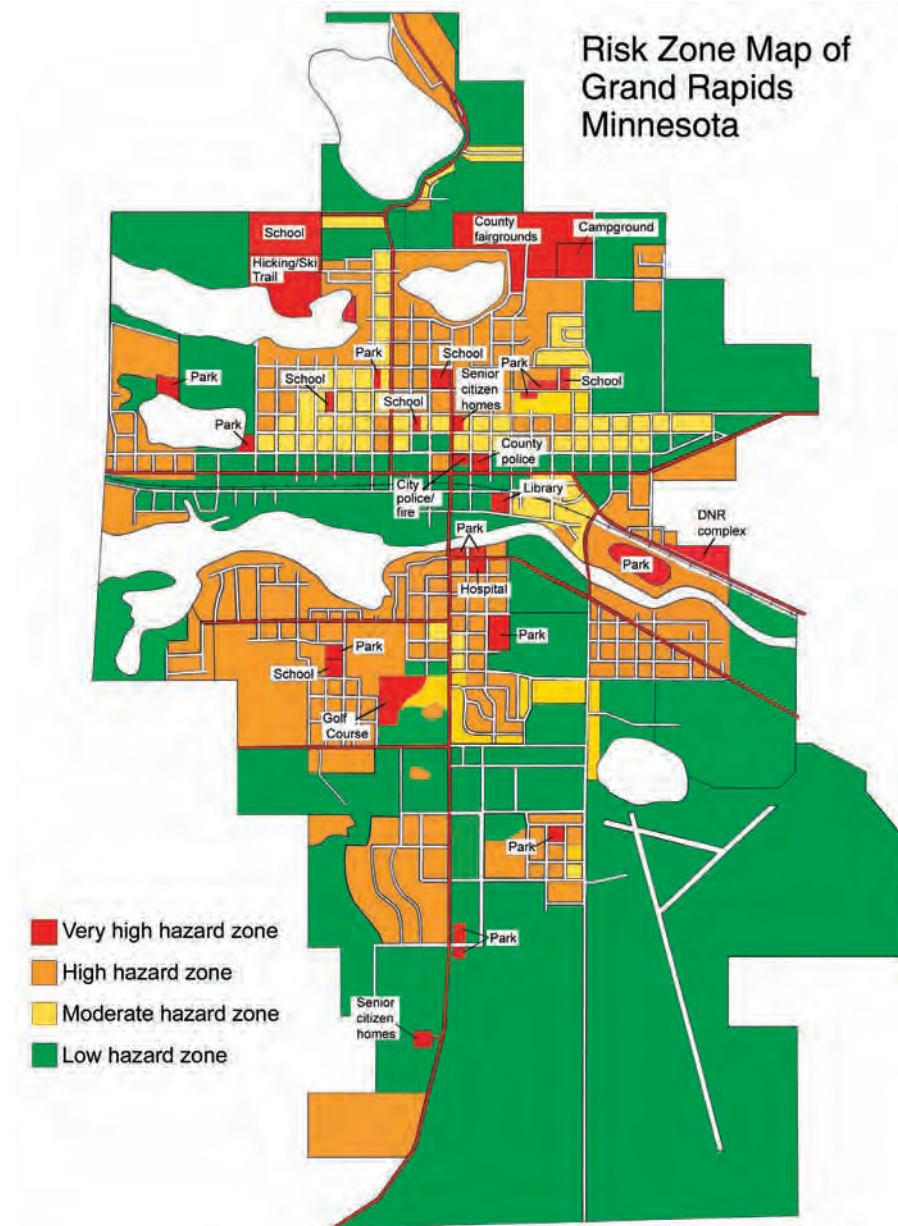 Risk Zone Map of
Grand Rapids
Minnesota
School
County
fairgrounds
Campground
Hicking/Ski
Trail
Park
School
Park
School
Senior
citizen
homes
Park
School
Park
School
Park
County
police
City
police/
fire
Library
DNR
complex
Park
Park
Hospital
Park
Park
School
Golf
Course
Park
Park
Senior
citizen
homes
Very high hazard zone
High hazard zone
Moderate hazard zone
Low hazard zone